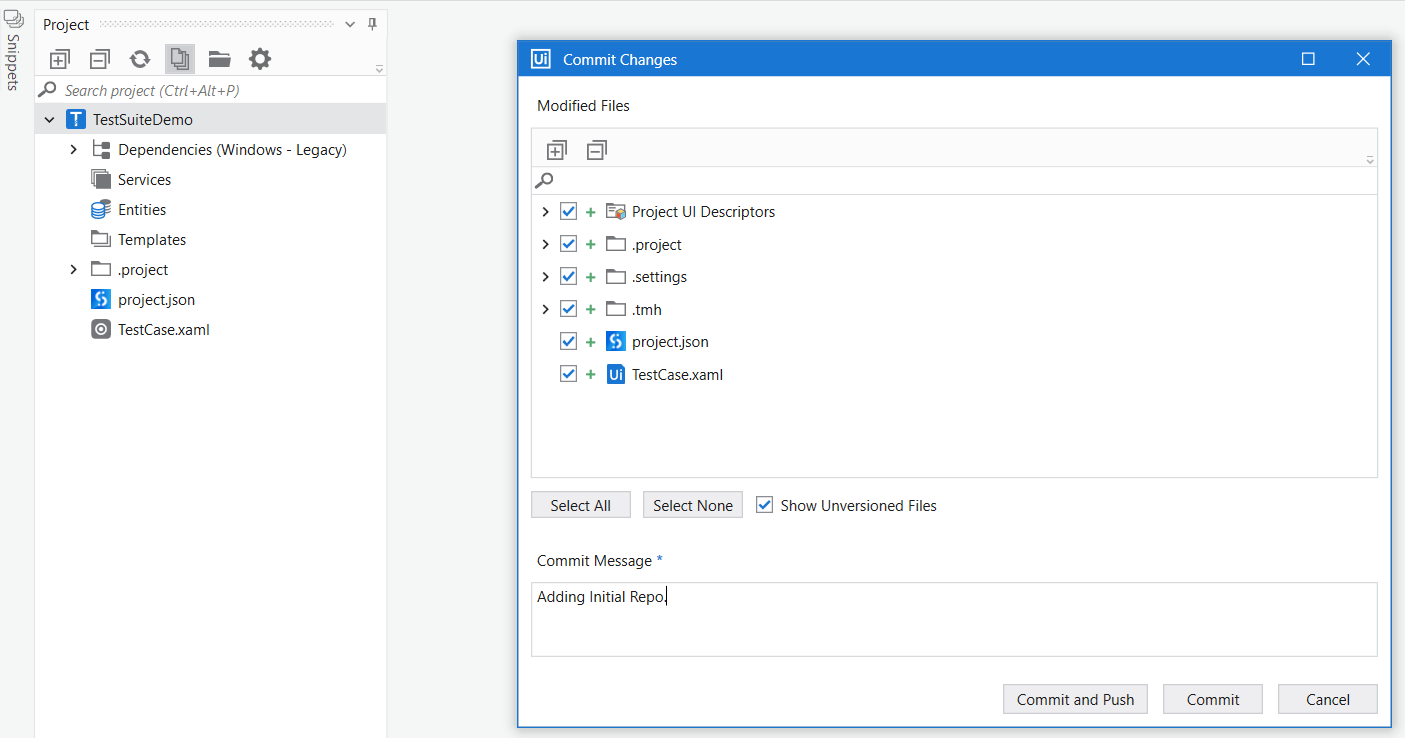 Snippets
Project
Search project (Ctrl+Alt+P)
TestSuiteDemo
Dependencies (Windows - Legacy)
Services
Entities
Templates
.project
project.json
TestCase.xaml
Ui Commit Changes
Modified Files
Project UI Descriptors
.project
.settings
.tmh
project.json
Ui TestCase.xaml
Select All Select None Show Unversioned Files
Commit Message *
Adding Initial Repo.
Commit and Push Commit Cancel